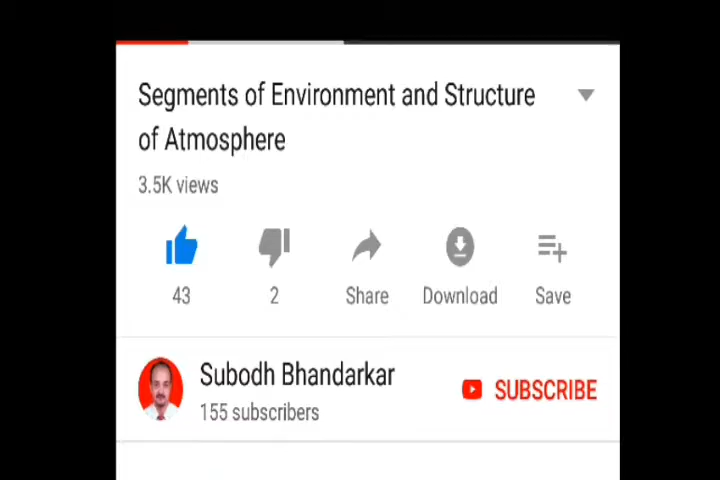 Segments of Environment and Structure
of Atmosphere
3.5K views
43
2
Share
Download
Save
Subodh Bhandarkar
155 subscribers
SUBSCRIBE